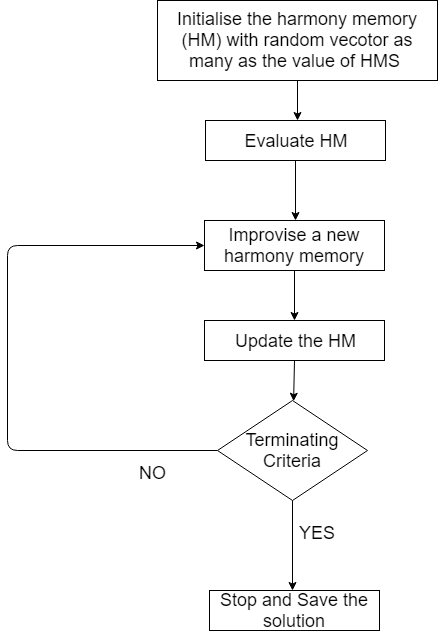 Initialise the harmony memory
(HM) with random vecotor as
many as the value of HMS
Evaluate HM
Improvise a new
harmony memory
Update the HM
Terminating
Criteria
NO
YES
Stop and Save the
solution